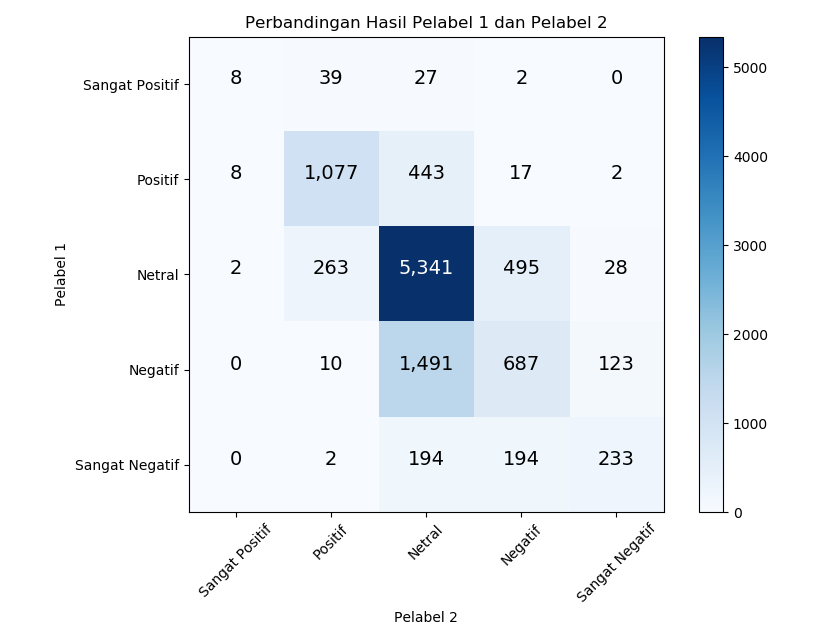 Perbandingan Hasil Pelabel 1 dan Pelabel 2
Pelabel 1
Sangat Positif 8 39 27 2 0
Positif 8 1,077 443 17 2
Netral 2 263 5,341 495 28
Negatif 0 10 1,491 687 123
Sangat Negatif 0 2 194 194 233
Sangat Positif Positif Netral Negatif Sangat Negatif
Pelabel 2
5000
4000
3000
2000
1000
0